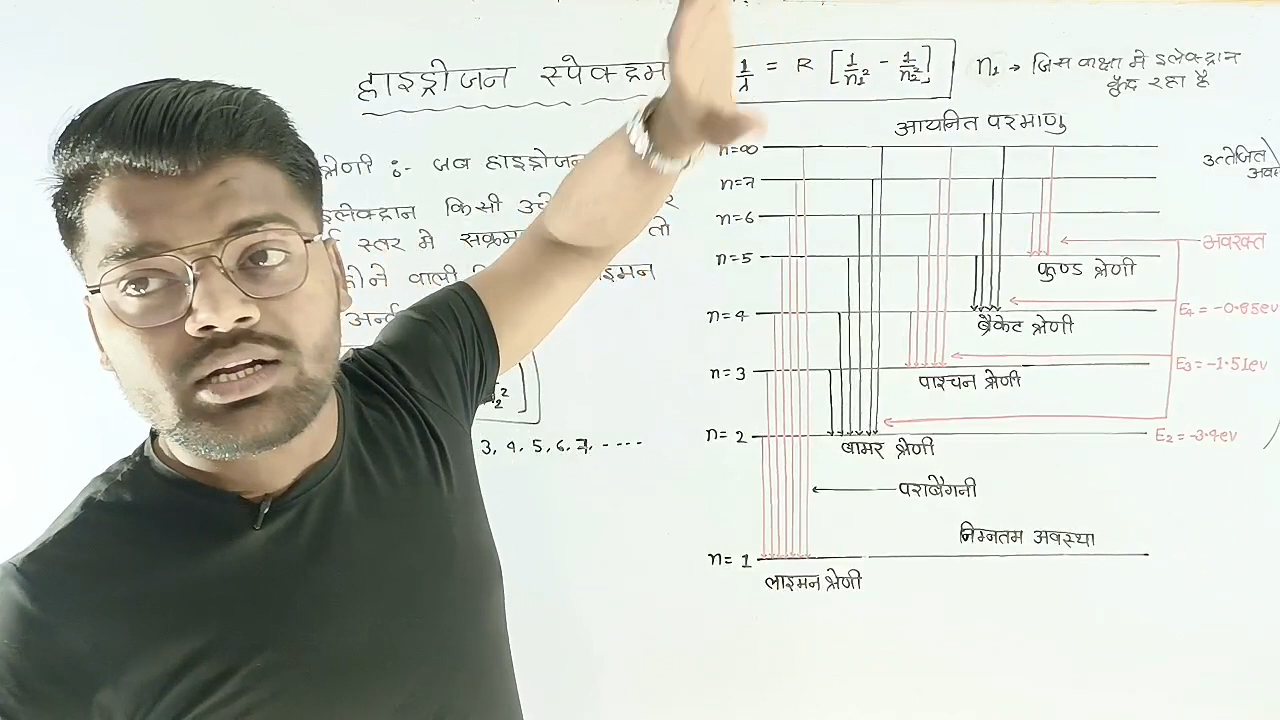 हाइड्रोजन स्पेक्ट्रम
1/λ = R [1/n₁² - 1/n₂²]
n₁ → जिस कक्षा मे इलेक्ट्रान
कूद रहा है
श्रेणी :- जब हाइड्रोजन
इलेक्ट्रान किसी
स्तर मे
तो
होने वाली
लाइमन
3, 4, 5, 6, 7, ----
आयनित परमाणु
n=∞
n=7
n=6
n=5
n=4
n=3
n=2
n=1
उत्तेजित
अवरक्त
फुण्ड श्रेणी
E₄ = -0.85ev
ब्रैकेट श्रेणी
E₃ = -1.51ev
पाश्चन श्रेणी
E₂ = -3.4ev
बामर श्रेणी
पराबैगनी
निम्नतम अवस्था
लाइमन श्रेणी